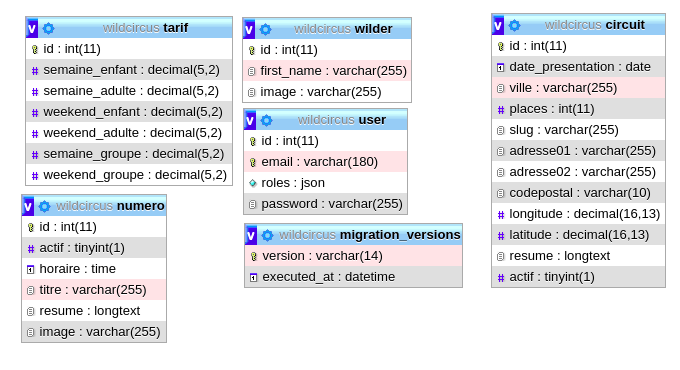 wildcircus tarif
id : int(11)
semaine_enfant : decimal(5,2)
semaine_adulte : decimal(5,2)
weekend_enfant : decimal(5,2)
weekend_adulte : decimal(5,2)
semaine_groupe : decimal(5,2)
weekend_groupe : decimal(5,2)
wildcircus numero
id : int(11)
actif : tinyint(1)
horaire : time
titre : varchar(255)
resume : longtext
image : varchar(255)
wildcircus wilder
id : int(11)
first_name : varchar(255)
image : varchar(255)
wildcircus user
id : int(11)
email : varchar(180)
roles : json
password : varchar(255)
wildcircus migration_versions
version : varchar(14)
executed_at : datetime
wildcircus circuit
id : int(11)
date_presentation : date
ville : varchar(255)
places : int(11)
slug : varchar(255)
adresse01 : varchar(255)
adresse02 : varchar(255)
codepostal : varchar(10)
longitude : decimal(16,13)
latitude : decimal(16,13)
resume : longtext
actif : tinyint(1)